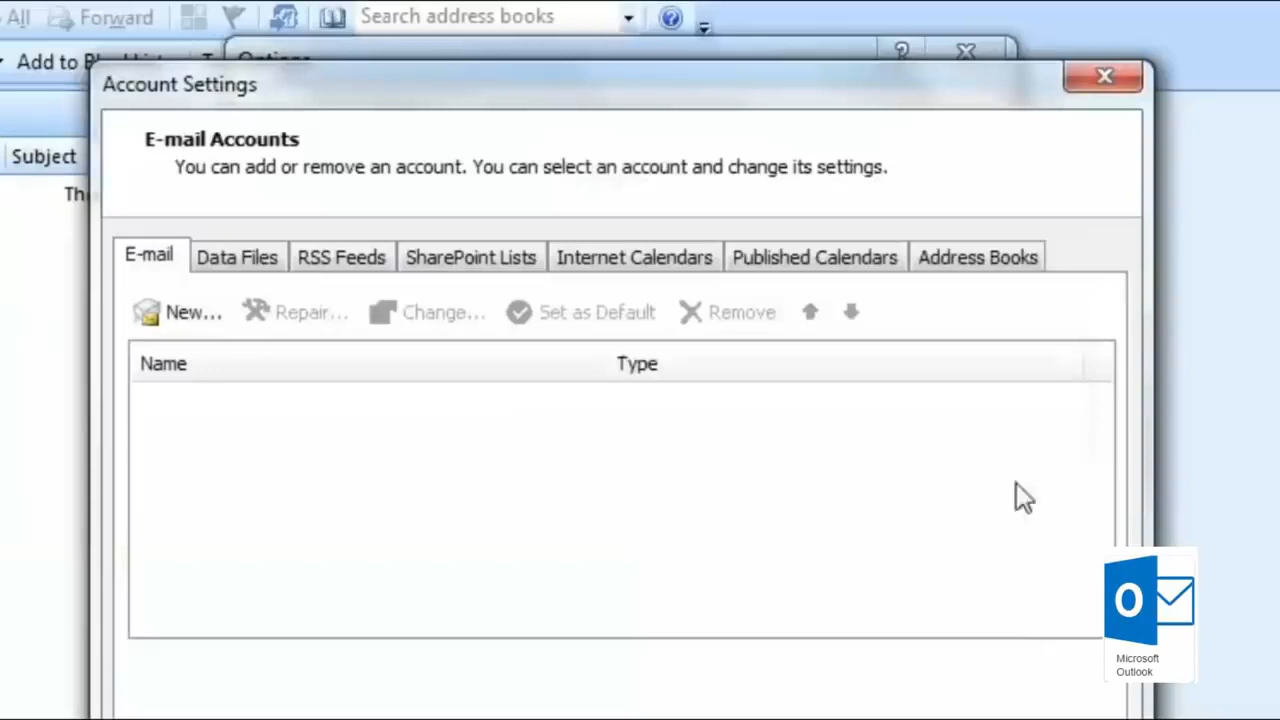 All Forward Search address books
Add to
Options
Account Settings
E-mail Accounts
You can add or remove an account. You can select an account and change its settings.
Subject
E-mail Data Files RSS Feeds SharePoint Lists Internet Calendars Published Calendars Address Books
New... Repair... Change... Set as Default Remove
Name Type
Microsoft
Outlook